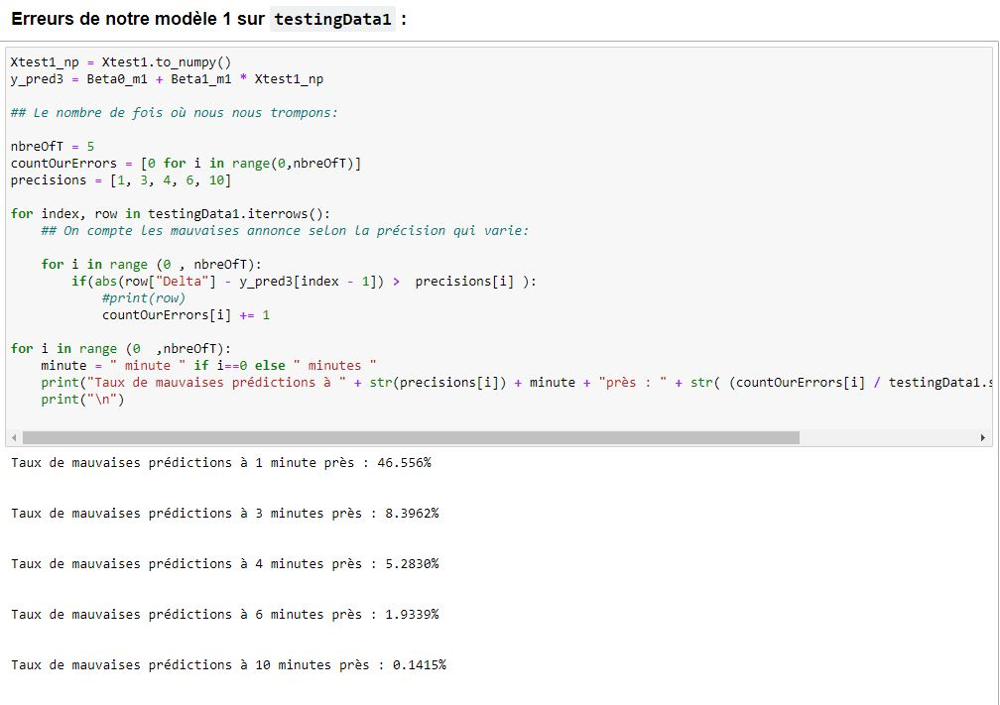 Erreurs de notre modèle 1 sur testingData1 :
Xtest1_np = Xtest1.to_numpy()
y_pred3 = Beta0_m1 + Beta1_m1 * Xtest1_np
## Le nombre de fois où nous nous trompons:
nbreOfT = 5
countOurErrors = [0 for i in range(0,nbreOfT)]
precisions = [1, 3, 4, 6, 10]
for index, row in testingData1.iterrows():
## On compte les mauvaises annonce selon la précision qui varie:
for i in range (0 , nbreOfT):
if(abs(row["Delta"] - y_pred3[index - 1]) >  precisions[i] ):
#print(row)
countOurErrors[i] += 1
for i in range (0  ,nbreOfT):
minute = " minute " if i==0 else " minutes "
print("Taux de mauvaises prédictions à " + str(precisions[i]) + minute + "près : " + str( (countOurErrors[i] / testingData1.s
print("\n")
Taux de mauvaises prédictions à 1 minute près : 46.556%
Taux de mauvaises prédictions à 3 minutes près : 8.3962%
Taux de mauvaises prédictions à 4 minutes près : 5.2830%
Taux de mauvaises prédictions à 6 minutes près : 1.9339%
Taux de mauvaises prédictions à 10 minutes près : 0.1415%